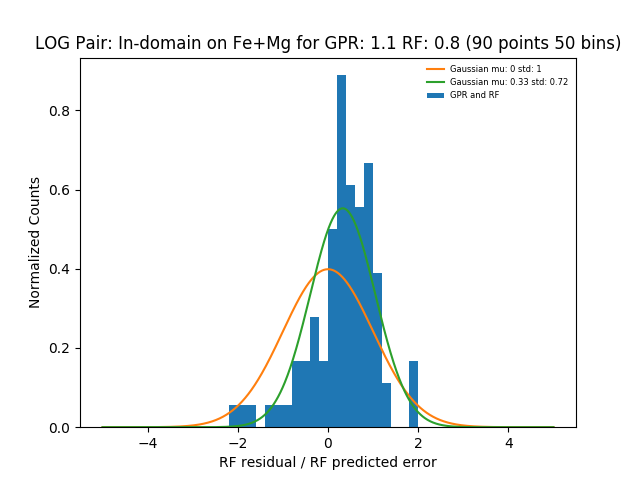 LOG Pair: In-domain on Fe+Mg for GPR: 1.1 RF: 0.8 (90 points 50 bins)
Gaussian mu: 0 std: 1
Gaussian mu: 0.33 std: 0.72
GPR and RF
Normalized Counts
0.8
0.6
0.4
0.2
0.0
−4
−2
0
2
4
RF residual / RF predicted error